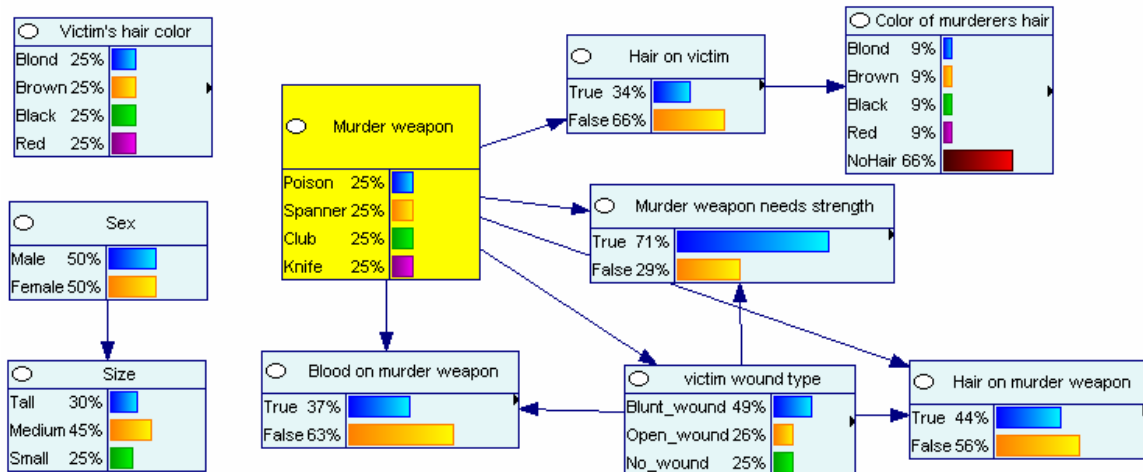 Victim's hair color
Blond 25%
Brown 25%
Black 25%
Red 25%
Sex
Male 50%
Female 50%
Size
Tall 30%
Medium 45%
Small 25%
Murder weapon
Poison 25%
Spanner 25%
Club 25%
Knife 25%
Hair on victim
True 34%
False 66%
Color of murderers hair
Blond 9%
Brown 9%
Black 9%
Red 9%
NoHair 66%
Murder weapon needs strength
True 71%
False 29%
Blood on murder weapon
True 37%
False 63%
victim wound type
Blunt_wound 49%
Open_wound 26%
No_wound 25%
Hair on murder weapon
True 44%
False 56%